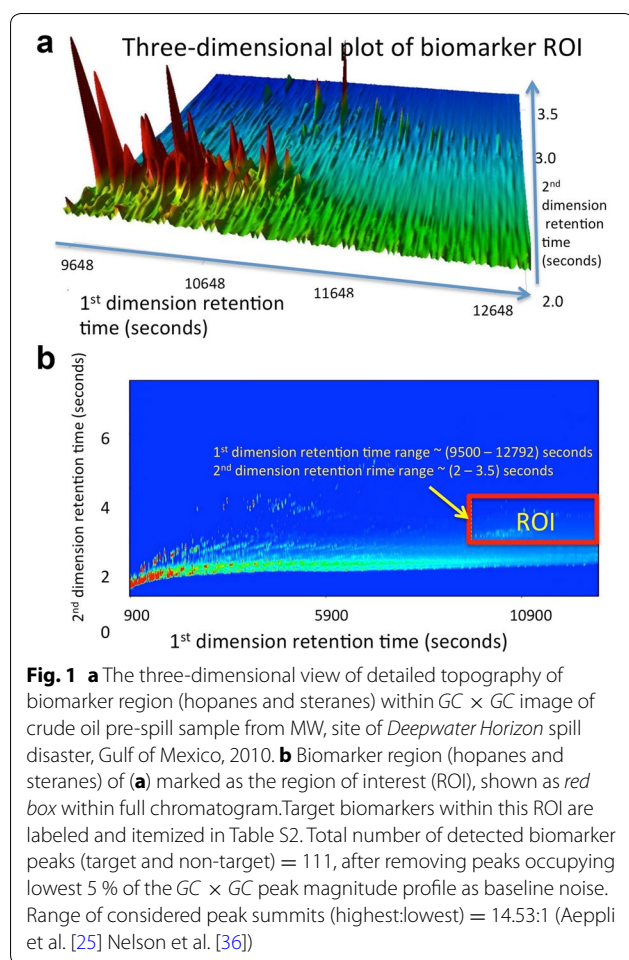 a Three-dimensional plot of biomarker ROI
3.5
3.0
2nd
dimension
retention
time
(seconds)
2.0
9648
10648
11648
12648
1st dimension retention
time (seconds)
b
2nd dimension retention time (seconds)
6
4
2
0
1st dimension retention time range ~ (9500 – 12792) seconds
2nd dimension retention rime range ~ (2 – 3.5) seconds
ROI
900
5900
10900
1st dimension retention time (seconds)
Fig. 1 a The three-dimensional view of detailed topography of
biomarker region (hopanes and steranes) within GC × GC image of
crude oil pre-spill sample from MW, site of Deepwater Horizon spill
disaster, Gulf of Mexico, 2010. b Biomarker region (hopanes and
steranes) of (a) marked as the region of interest (ROI), shown as red
box within full chromatogram.Target biomarkers within this ROI are
labeled and itemized in Table S2. Total number of detected biomarker
peaks (target and non-target) = 111, after removing peaks occupying
lowest 5 % of the GC × GC peak magnitude profile as baseline noise.
Range of considered peak summits (highest:lowest) = 14.53:1 (Aeppli
et al. [25] Nelson et al. [36])